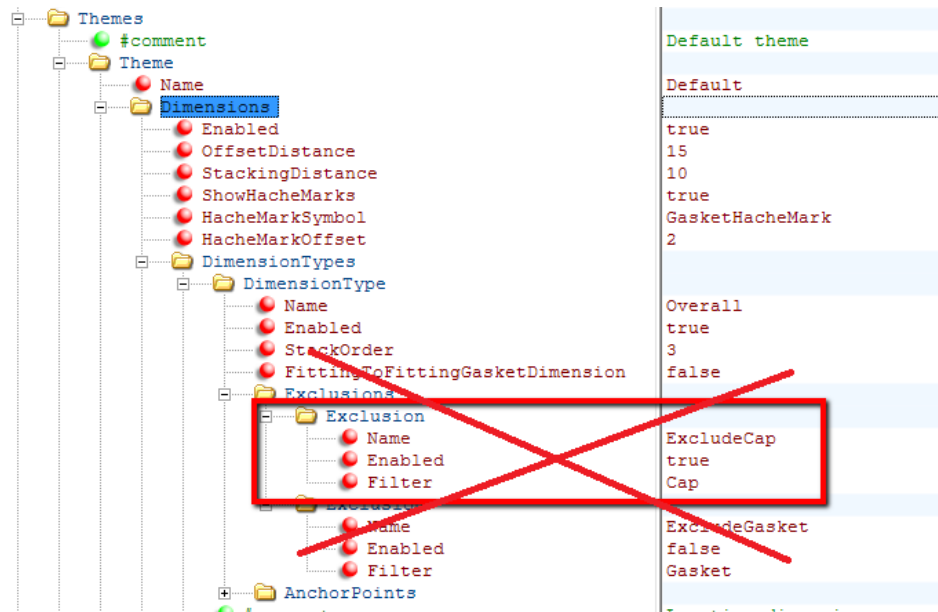 Themes
#comment Default theme
Theme
Name Default
Dimensions
Enabled true
OffsetDistance 15
StackingDistance 10
ShowHacheMarks true
HacheMarkSymbol GasketHacheMark
HacheMarkOffset 2
DimensionTypes
DimensionType
Name Overall
Enabled true
StackOrder 3
FittingToFittingGasketDimension false
Exclusions
Exclusion
Name ExcludeCap
Enabled true
Filter Cap
Exclusion
Name ExcludeGasket
Enabled false
Filter Gasket
AnchorPoints